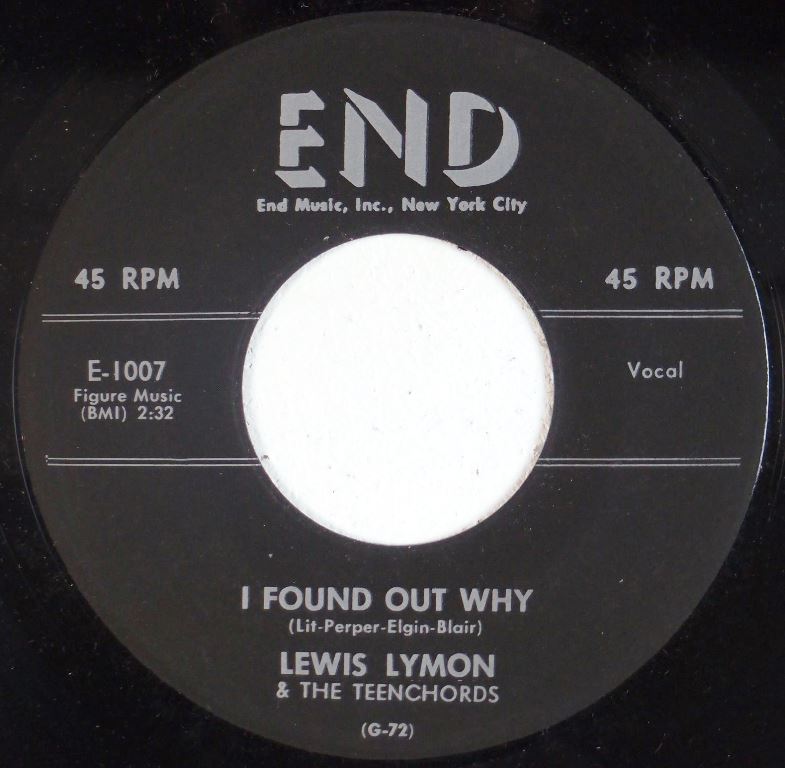 END
End Music, Inc., New York City
45 RPM 45 RPM
E-1007 Vocal
Figure Music
(BMI) 2:32
I FOUND OUT WHY
(Lit-Perper-Elgin-Blair)
LEWIS LYMON
& THE TEENCHORDS
(G-72)